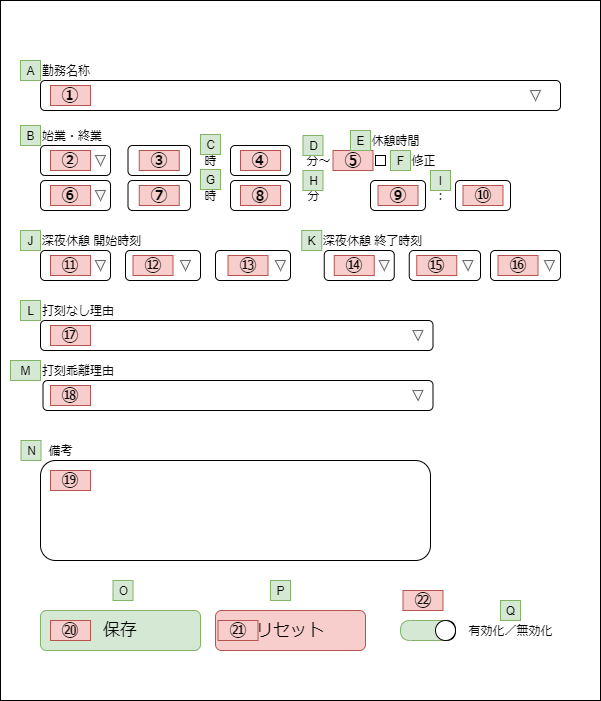 A 勤務名称
① ▽
B 始業・終業
② ▽ ③ C 時 ④ D 分～ E 休憩時間 ⑤ □ F 修正
⑥ ▽ ⑦ G 時 ⑧ H 分 ⑨ I : ⑩
J 深夜休憩 開始時刻 K 深夜休憩 終了時刻
⑪ ▽ ⑫ ▽ ⑬ ▽ ⑭ ▽ ⑮ ▽ ⑯ ▽
L 打刻なし理由
⑰ ▽
M 打刻乖離理由
⑱ ▽
N 備考
⑲
O P ㉒ Q
⑳ 保存 ㉑ リセット 有効化／無効化